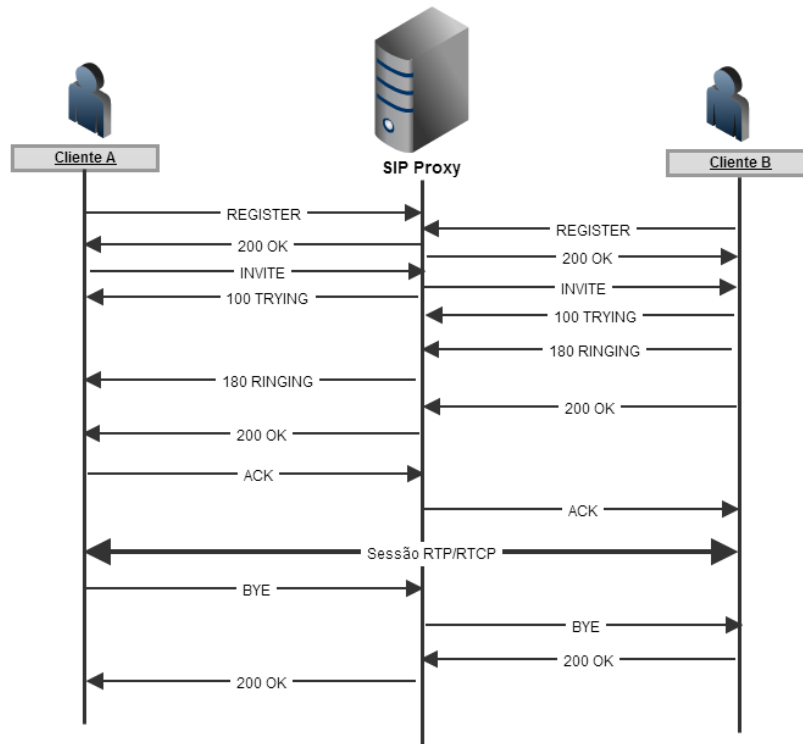 Cliente A
SIP Proxy
Cliente B
REGISTER
REGISTER
200 OK
200 OK
INVITE
INVITE
100 TRYING
100 TRYING
180 RINGING
180 RINGING
200 OK
200 OK
ACK
ACK
Sessão RTP/RTCP
BYE
BYE
200 OK
200 OK